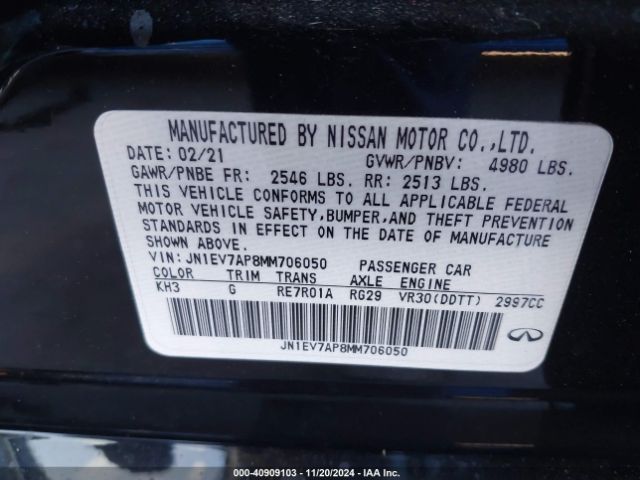 MANUFACTURED BY NISSAN MOTOR CO.,LTD.
DATE: 02/21 GVWR/PNBV: 4980 LBS.
GAWR/PNBE FR: 2546 LBS. RR: 2513 LBS.
THIS VEHICLE CONFORMS TO ALL APPLICABLE FEDERAL
MOTOR VEHICLE SAFETY,BUMPER,AND THEFT PREVENTION
STANDARDS IN EFFECT ON THE DATE OF MANUFACTURE
SHOWN ABOVE.
VIN: JN1EV7AP8MM706050 PASSENGER CAR
COLOR TRIM TRANS AXLE ENGINE
KH3 G RE7R01A RG29 VR30(DDTT) 2997CC
JN1EV7AP8MM706050
INFINITI
000-40909103 - 11/20/2024 - IAA Inc.